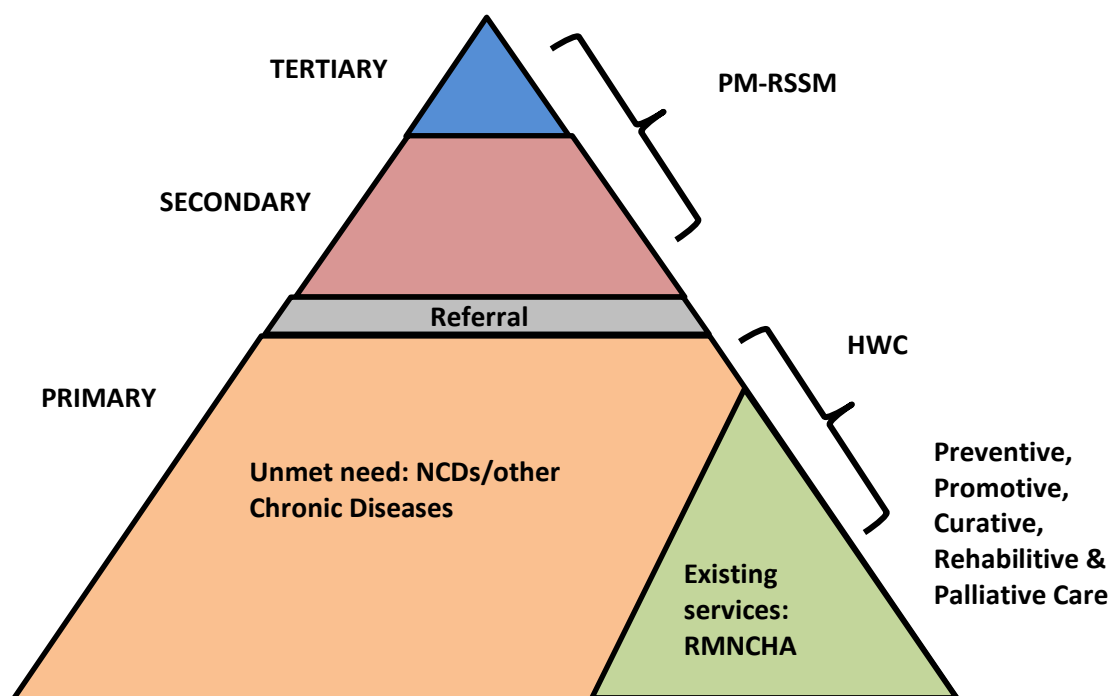 TERTIARY
PM-RSSM
SECONDARY
Referral
HWC
PRIMARY
Unmet need: NCDs/other
Chronic Diseases
Preventive,
Promotive,
Curative,
Rehabilitive &
Palliative Care
Existing
services:
RMNCHA